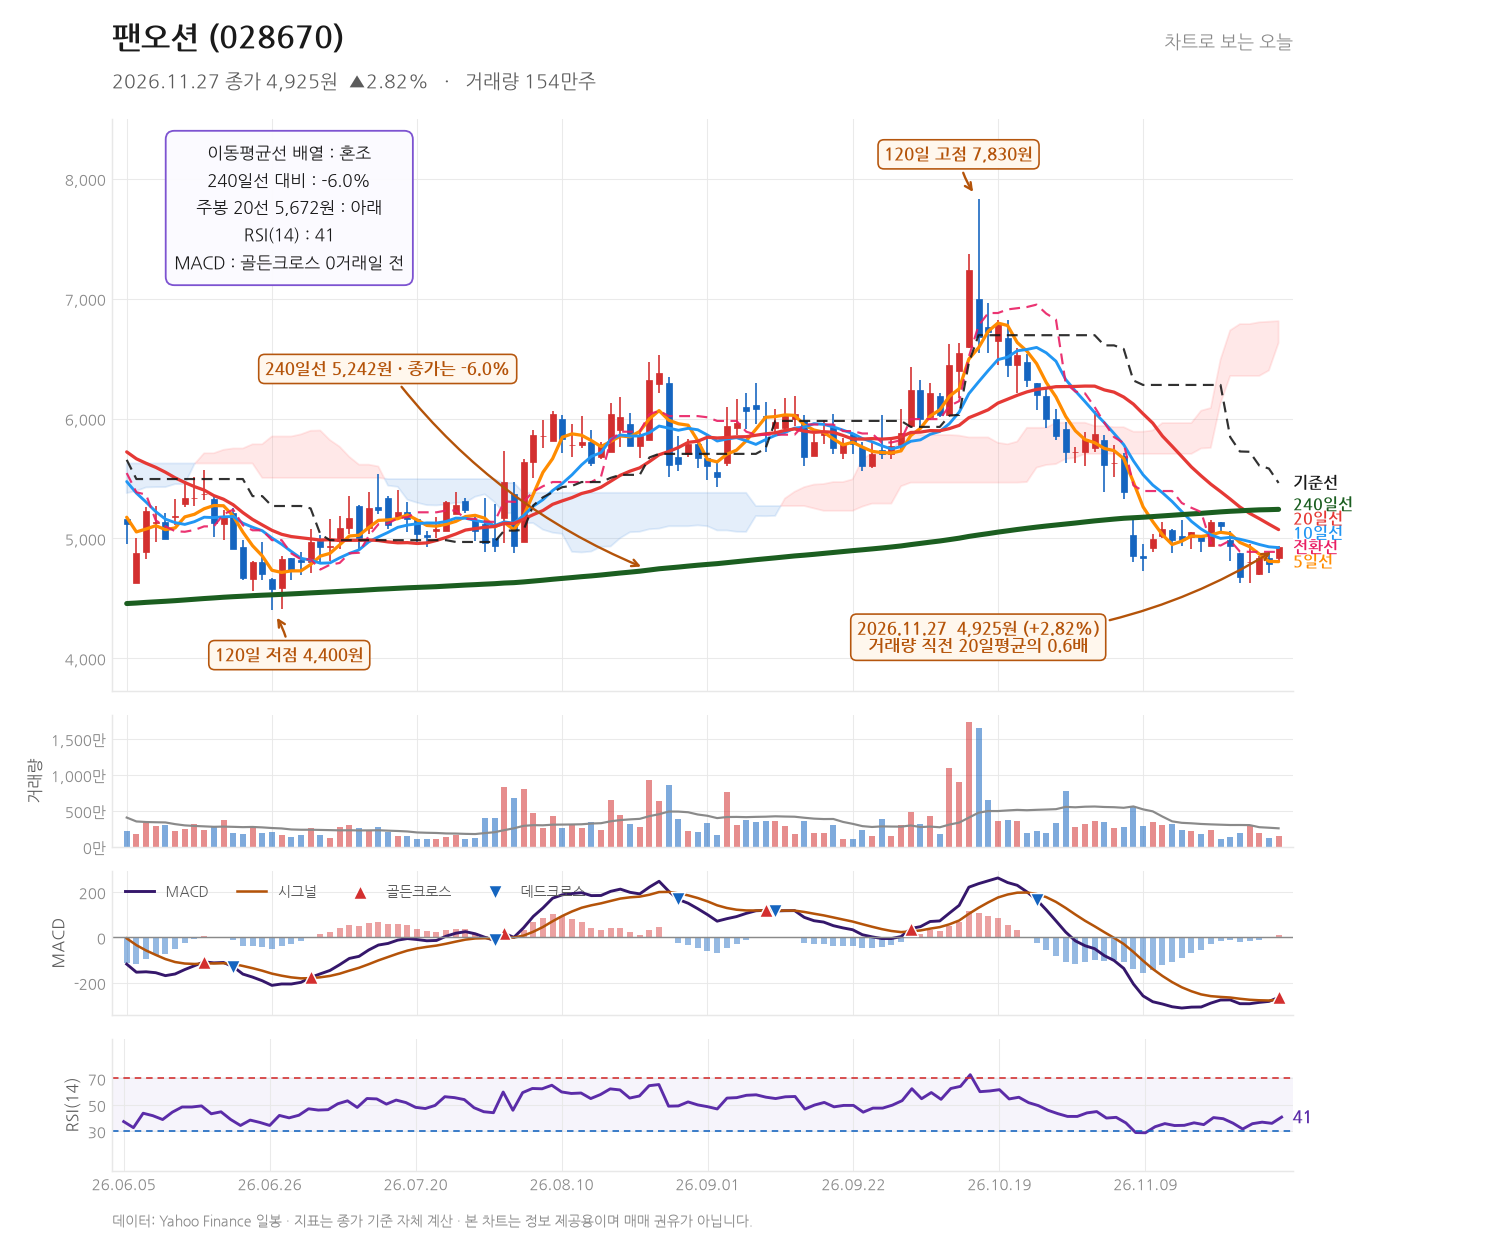 팬오션 (028670)
차트로 보는 오늘
2026.11.27 종가 4,925원 ▲2.82% · 거래량 154만주
이동평균선 배열 : 혼조
240일선 대비 : -6.0%
주봉 20선 5,672원 : 아래
RSI(14) : 41
MACD : 골든크로스 0거래일 전
120일 고점 7,830원
240일선 5,242원 · 종가는 -6.0%
120일 저점 4,400원
2026.11.27 4,925원 (+2.82%)
거래량 직전 20일평균의 0.6배
8,000
7,000
6,000
5,000
4,000
기준선
240일선
20일선
10일선
전환선
5일선
거래량
1,500만
1,000만
500만
0만
MACD
200
0
-200
MACD
시그널
골든크로스
데드크로스
RSI(14)
70
50
30
41
26.06.05
26.06.26
26.07.20
26.08.10
26.09.01
26.09.22
26.10.19
26.11.09
데이터: Yahoo Finance 일봉 · 지표는 종가 기준 자체 계산 · 본 차트는 정보 제공용이며 매매 권유가 아닙니다.